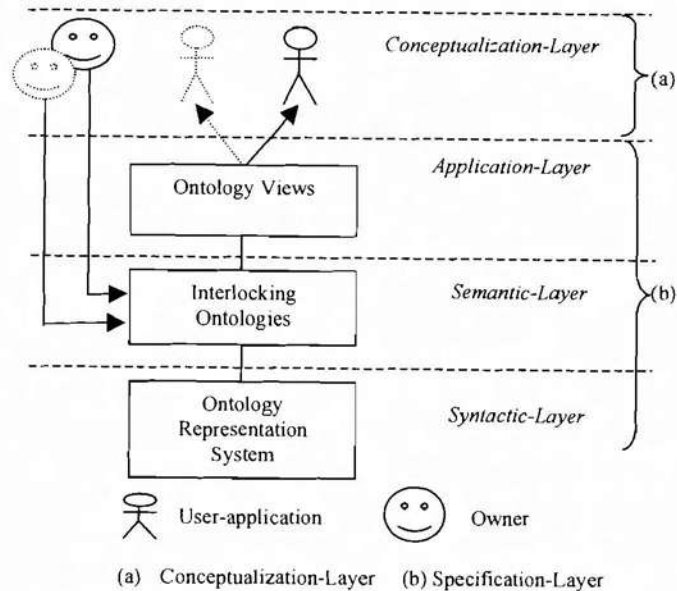 Conceptualization-Layer
(a)
Application-Layer
Ontology Views
Semantic-Layer
(b)
Interlocking
Ontologies
Syntactic-Layer
Ontology
Representation
System
User-application
Owner
(a) Conceptualization-Layer (b) Specification-Layer